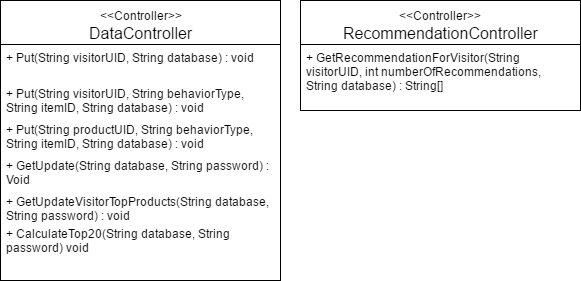 <<Controller>>
DataController
+ Put(String visitorUID, String database) : void
+ Put(String visitorUID, String behaviorType,
String itemID, String database) : void
+ Put(String productUID, String behaviorType,
String itemID, String database) : void
+ GetUpdate(String database, String password) :
Void
+ GetUpdateVisitorTopProducts(String database,
String password) : void
+ CalculateTop20(String database, String
password) void
<<Controller>>
RecommendationController
+ GetRecommendationForVisitor(String
visitorUID, int numberOfRecommendations,
String database) : String[]